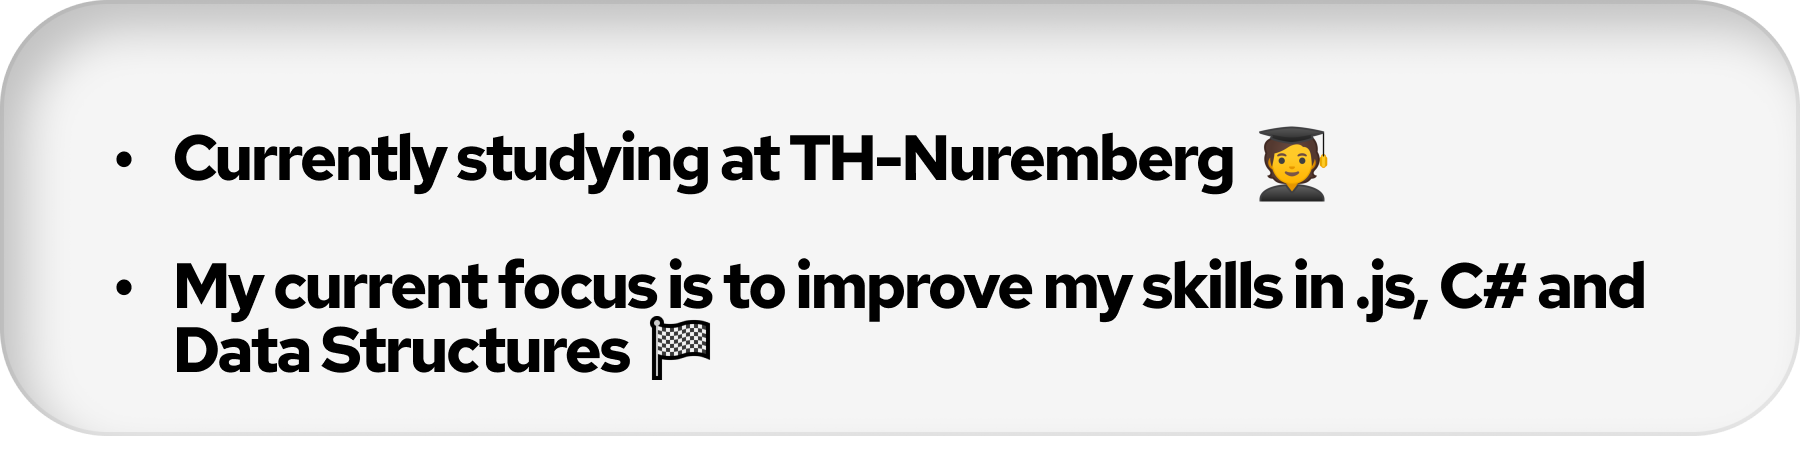 • Currently studying at TH-Nuremberg 🧑‍🎓
• My current focus is to improve my skills in .js, C# and
Data Structures 🏁